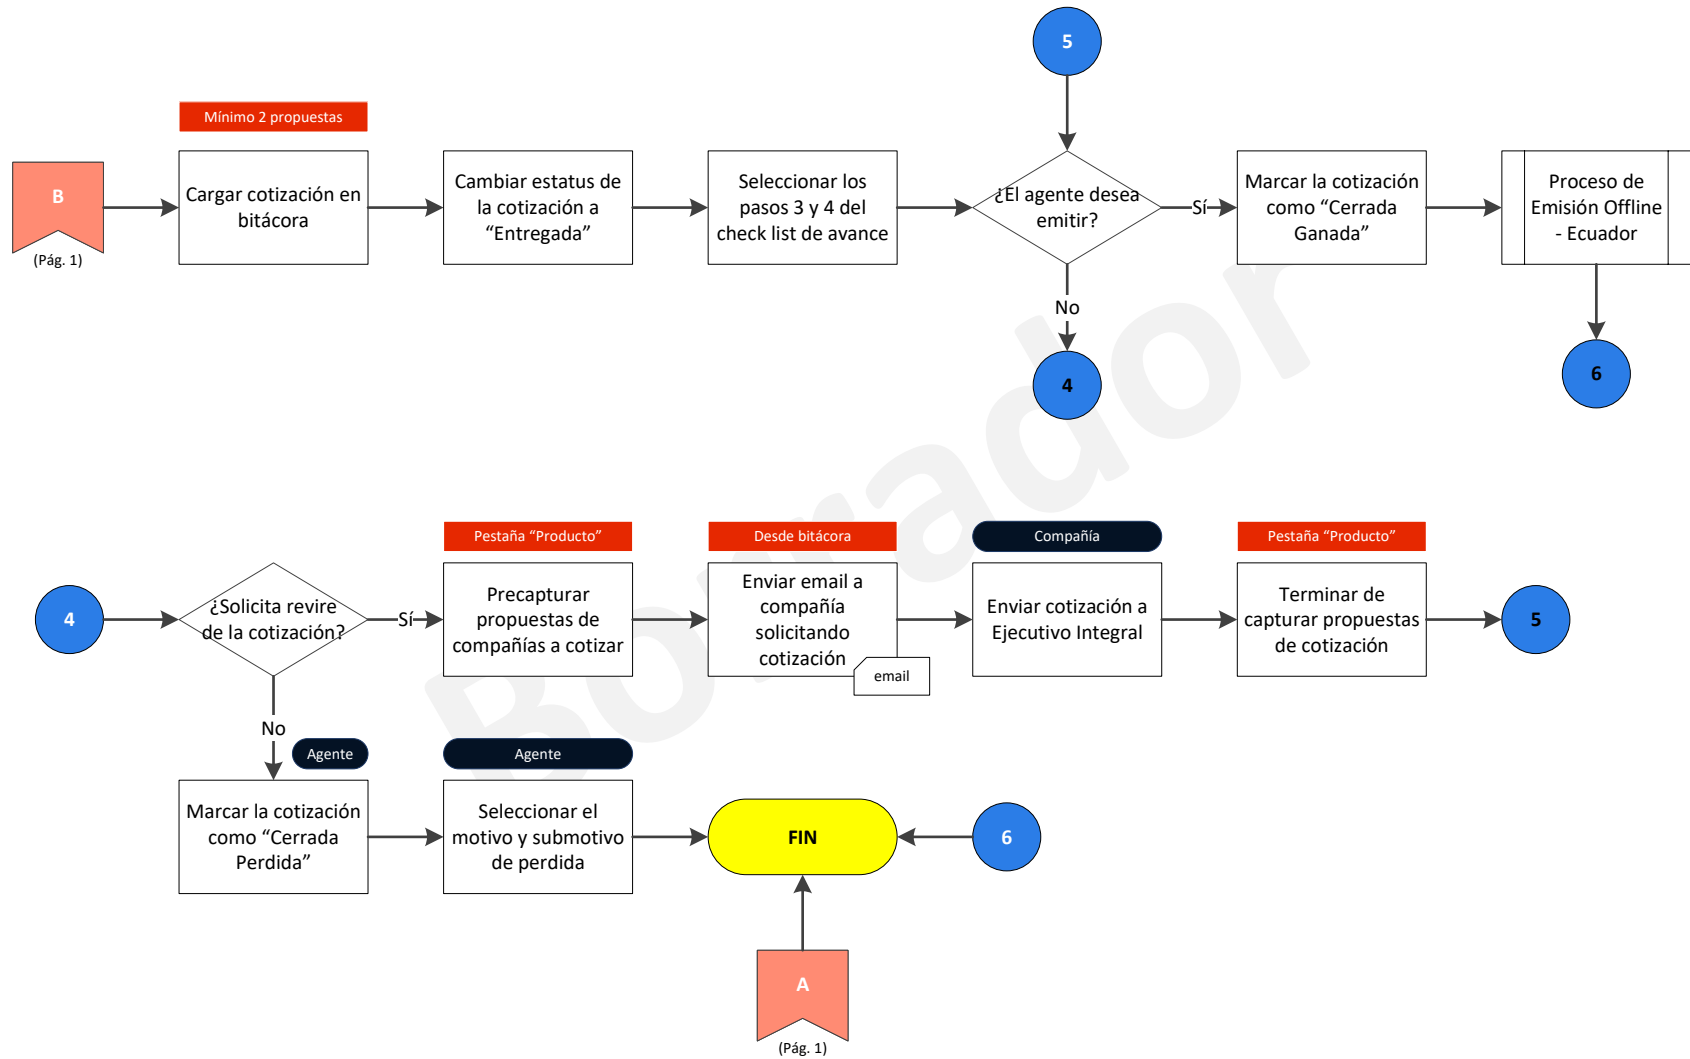 5
Mínimo 2 propuestas
B
(Pág. 1)
Cargar cotización en
bitácora
Cambiar estatus de
la cotización a
“Entregada”
Seleccionar los
pasos 3 y 4 del
check list de avance
¿El agente desea
emitir?
Sí
Marcar la cotización
como “Cerrada
Ganada”
Proceso de
Emisión Offline
- Ecuador
No
4
6
Borrador
4
¿Solicita revire
de la cotización?
Sí
Pestaña “Producto”
Precapturar
propuestas de
compañías a cotizar
Desde bitácora
Enviar email a
compañía
solicitando
cotización
email
Compañía
Enviar cotización a
Ejecutivo Integral
Pestaña “Producto”
Terminar de
capturar propuestas
de cotización
5
No
Agente
Marcar la cotización
como “Cerrada
Perdida”
Agente
Seleccionar el
motivo y submotivo
de perdida
FIN
6
A
(Pág. 1)